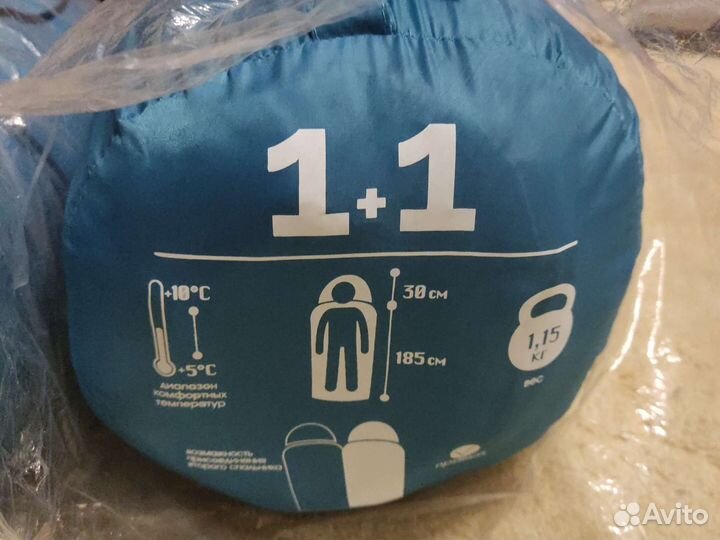 1+1
+10°C
+5°C
диапазон
комфортных
температур
30 см
185 см
1,15
кг
вес
возможность
присоединения
второго спальника
Avito